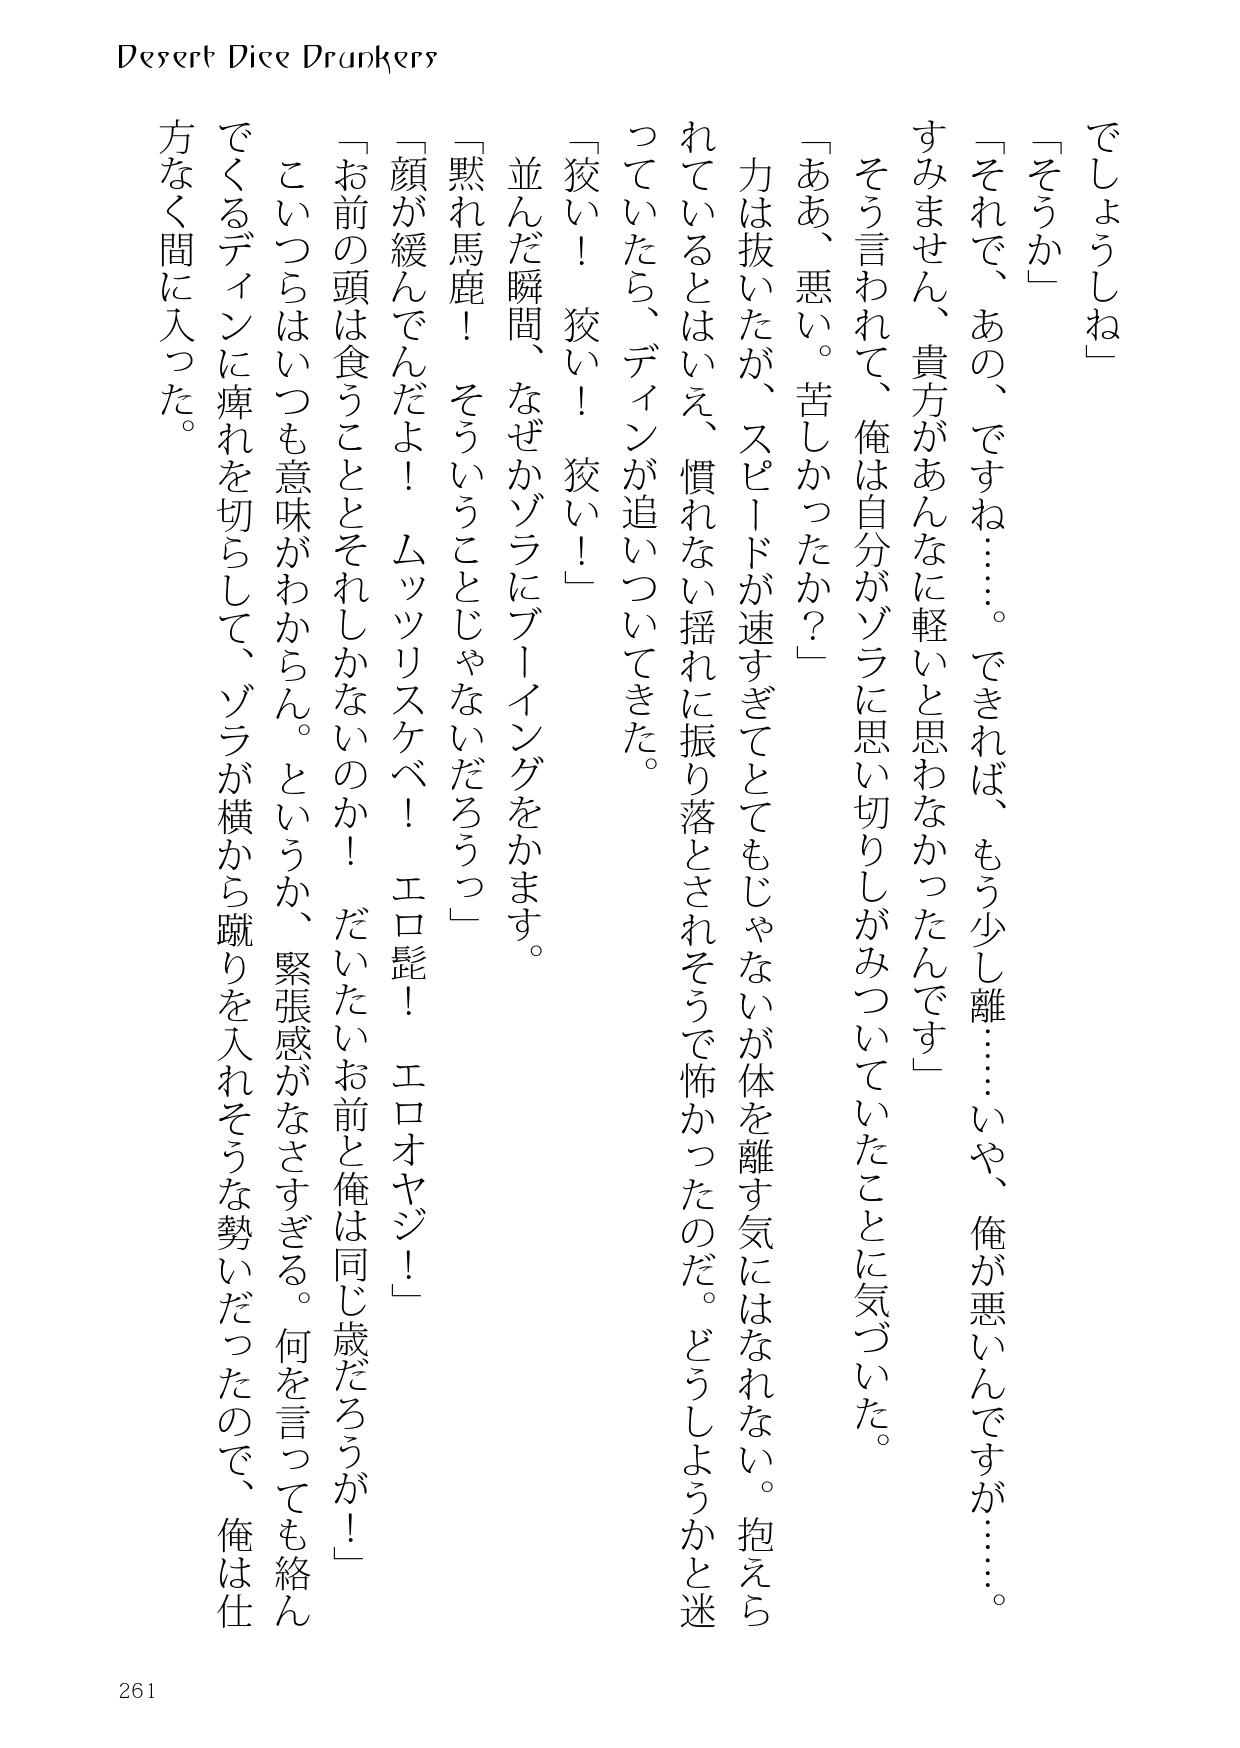 Desert Dice Drunkers
でしょうしね」
「そうか」
「それで、あの、ですね……。できれば、もう少し離……いや、俺が悪いんですが……。
すみません、貴方があんなに軽いと思わなかったんです」
　そう言われて、俺は自分がゾラに思い切りしがみついていたことに気づいた。
「ああ、悪い。苦しかったか？」
　力は抜いたが、スピードが速すぎてとてもじゃないが体を離す気にはなれない。抱えら
れているとはいえ、慣れない揺れに振り落とされそうで怖かったのだ。どうしようかと迷
っていたら、ディンが追いついてきた。
「狡い！　狡い！　狡い！」
　並んだ瞬間、なぜかゾラにブーイングをかます。
「黙れ馬鹿！　そういうことじゃないだろうっ」
「顔が緩んでんだよ！　ムッツリスケベ！　エロ髭！　エロオヤジ！」
「お前の頭は食うこととそれしかないのか！　だいたいお前と俺は同じ歳だろうが！」
　こいつらはいつも意味がわからん。というか、緊張感がなさすぎる。何を言っても絡ん
でくるディンに痺れを切らして、ゾラが横から蹴りを入れそうな勢いだったので、俺は仕
方なく間に入った。
261